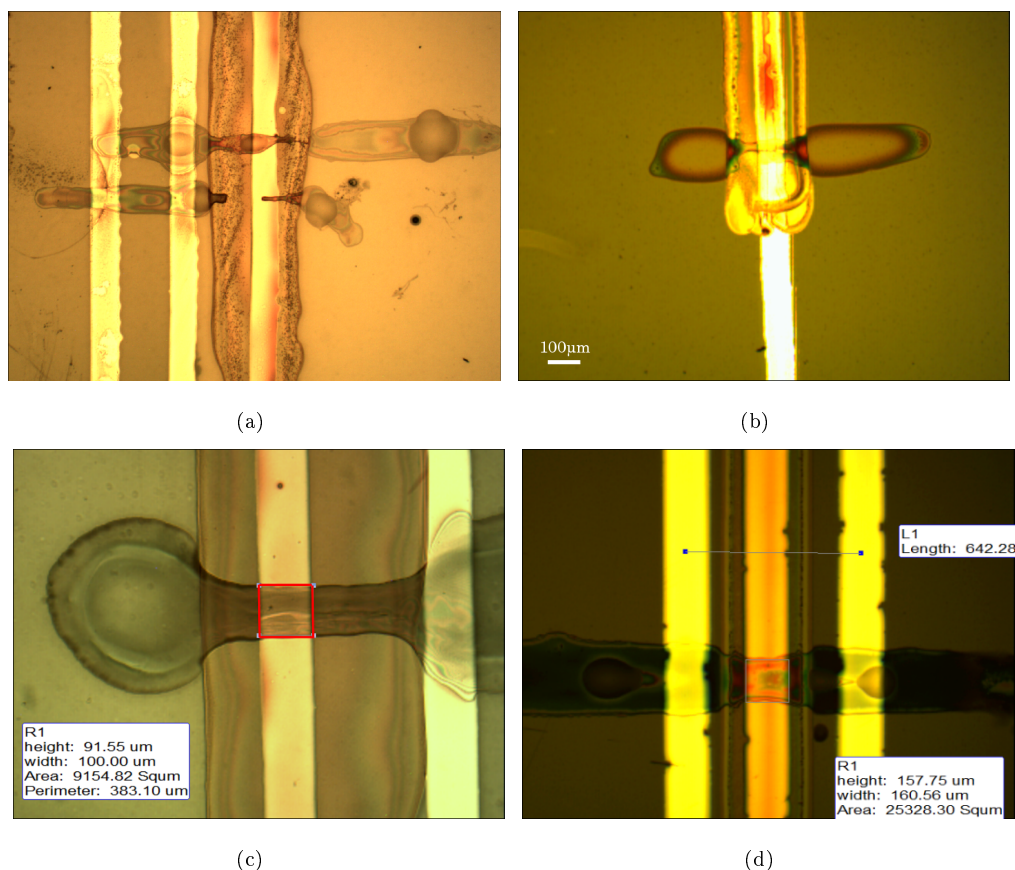 100µm
(a)
(b)
R1
height: 91.55 um
width: 100.00 um
Area: 9154.82 Squm
Perimeter: 383.10 um
L1
Length: 642.28
R1
height: 157.75 um
width: 160.56 um
Area: 25328.30 Squm
(c)
(d)